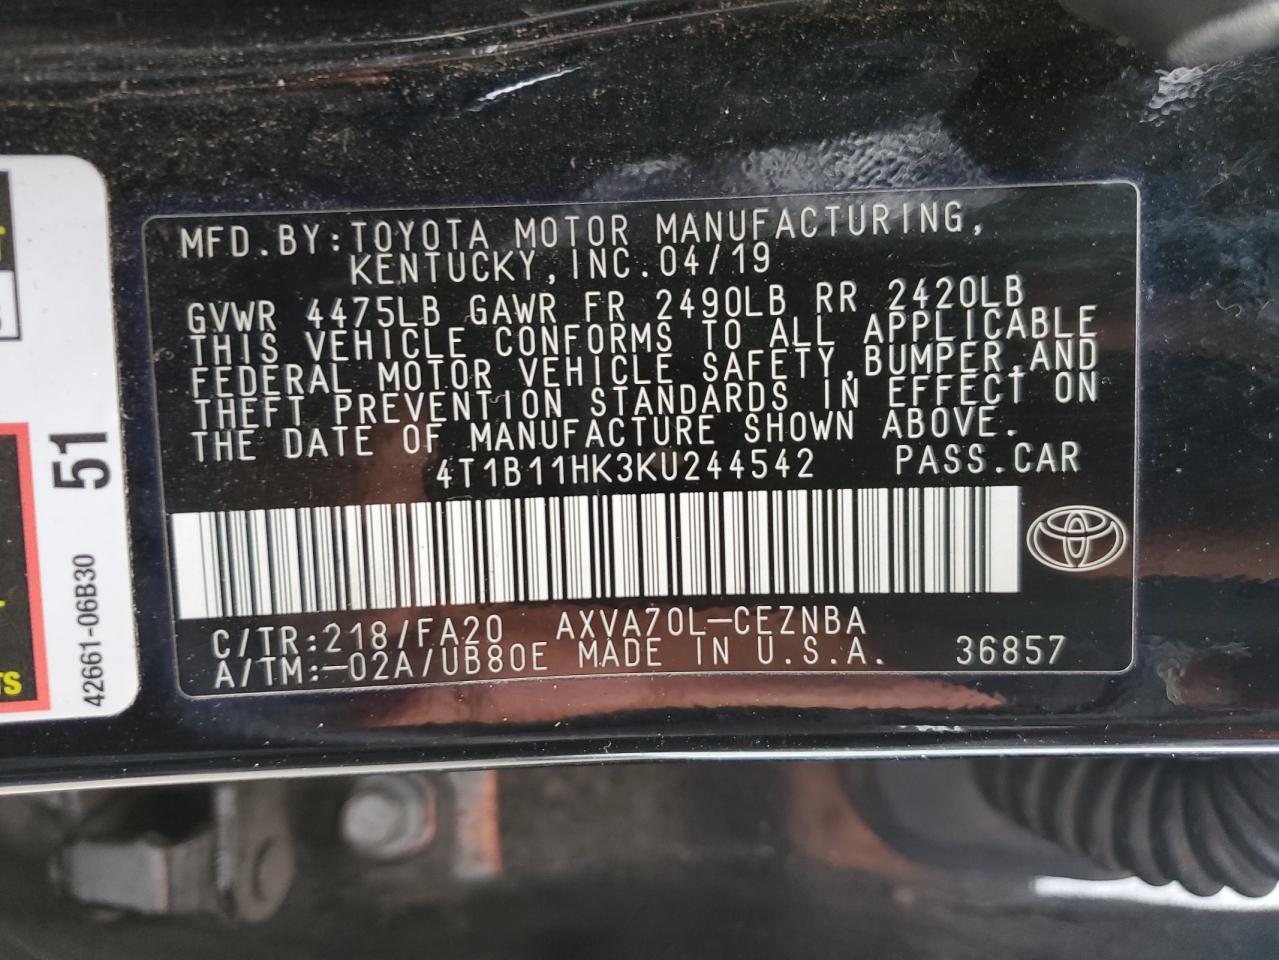 MFD.BY:TOYOTA MOTOR MANUFACTURING,
KENTUCKY,INC.04/19
GVWR 4475LB GAWR FR 2490LB RR 2420LB
THIS VEHICLE CONFORMS TO ALL APPLICABLE
FEDERAL MOTOR VEHICLE SAFETY,BUMPER,AND
THEFT PREVENTION STANDARDS IN EFFECT ON
THE DATE OF MANUFACTURE SHOWN ABOVE.
4T1B11HK3KU244542 PASS.CAR
C/TR:218/FA20 AXVA70L-CEZNBA
A/TM:-02A/UB80E MADE IN U.S.A. 36857
51
42661-06B30